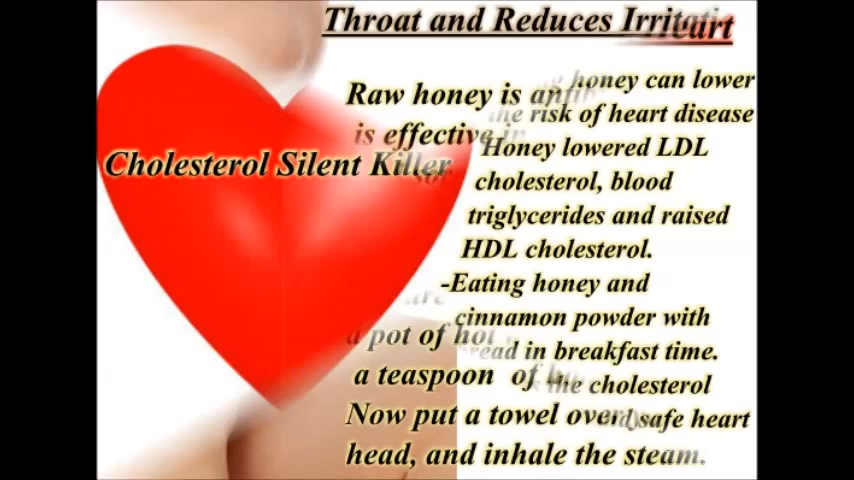 Throat and Reduces
Heart
Raw honey is
is effective in
Cholesterol Silent Killer
honey can lower
the risk of heart disease
Honey lowered LDL
cholesterol, blood
triglycerides and raised
HDL cholesterol.
-Eating honey and
cinnamon powder with
bread in breakfast time.
the cholesterol
safe heart
a pot of hot
a teaspoon of
Now put a towel over
head, and inhale the steam.